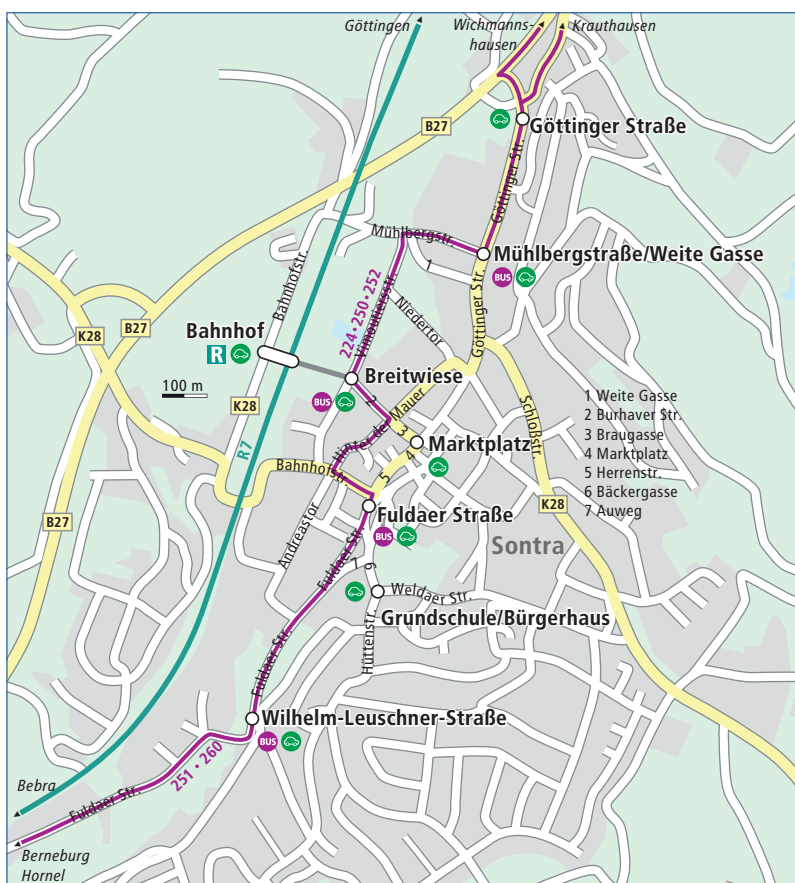 Göttingen
Wichmanns-
hausen
Krauthausen
B27
Göttinger Straße
Göttinger Str.
Mühlbergstr.
Mühlbergstraße/Weite Gasse
BUS
1
Bahnhofstr.
224 • 250 • 252
Vimoutiersstr.
Niedertor
Göttinger Str.
K28
B27
Bahnhof
R
100 m
K28
R7
Breitwiese
BUS
2
Hinter der Mauer
3
Marktplatz
4
5
Schloßstr.
1 Weite Gasse
2 Burhaver Str.
3 Braugasse
4 Marktplatz
5 Herrenstr.
6 Bäckergasse
7 Auweg
Bahnhofstr.
Fuldaer Straße
BUS
K28
B27
Andreastor
Fuldaer Str.
Sontra
7
6
Weldaer Str.
Grundschule/Bürgerhaus
Hüttenstr.
Fuldaer Str.
Wilhelm-Leuschner-Straße
BUS
251 • 260
Bebra
Fuldaer Str.
Berneburg
Hornel